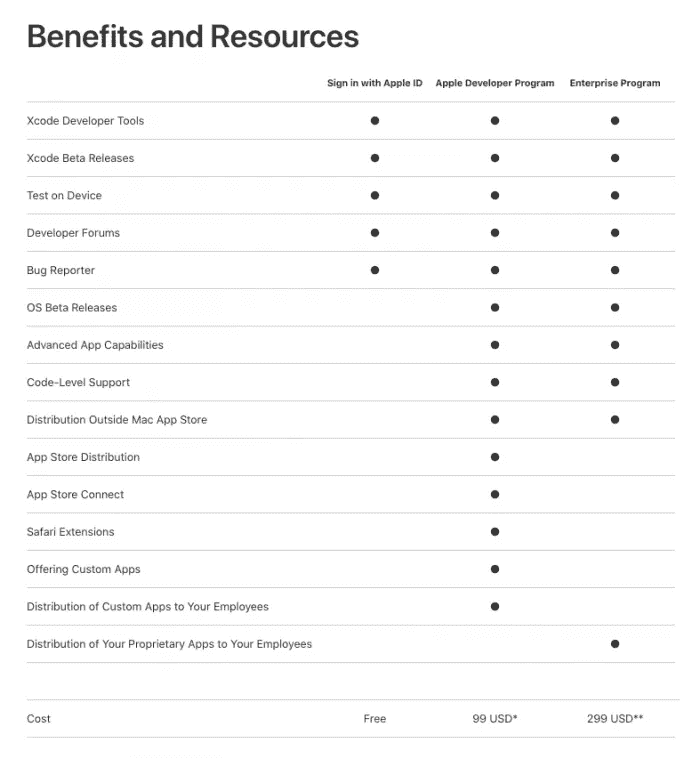 Benefits and Resources
Sign in with Apple ID Apple Developer Program Enterprise Program
Xcode Developer Tools ● ● ●
Xcode Beta Releases ● ● ●
Test on Device ● ● ●
Developer Forums ● ● ●
Bug Reporter ● ● ●
OS Beta Releases ● ●
Advanced App Capabilities ● ●
Code-Level Support ● ●
Distribution Outside Mac App Store ● ●
App Store Distribution ●
App Store Connect ●
Safari Extensions ●
Offering Custom Apps ●
Distribution of Custom Apps to Your Employees ●
Distribution of Your Proprietary Apps to Your Employees ●
Cost Free 99 USD* 299 USD**